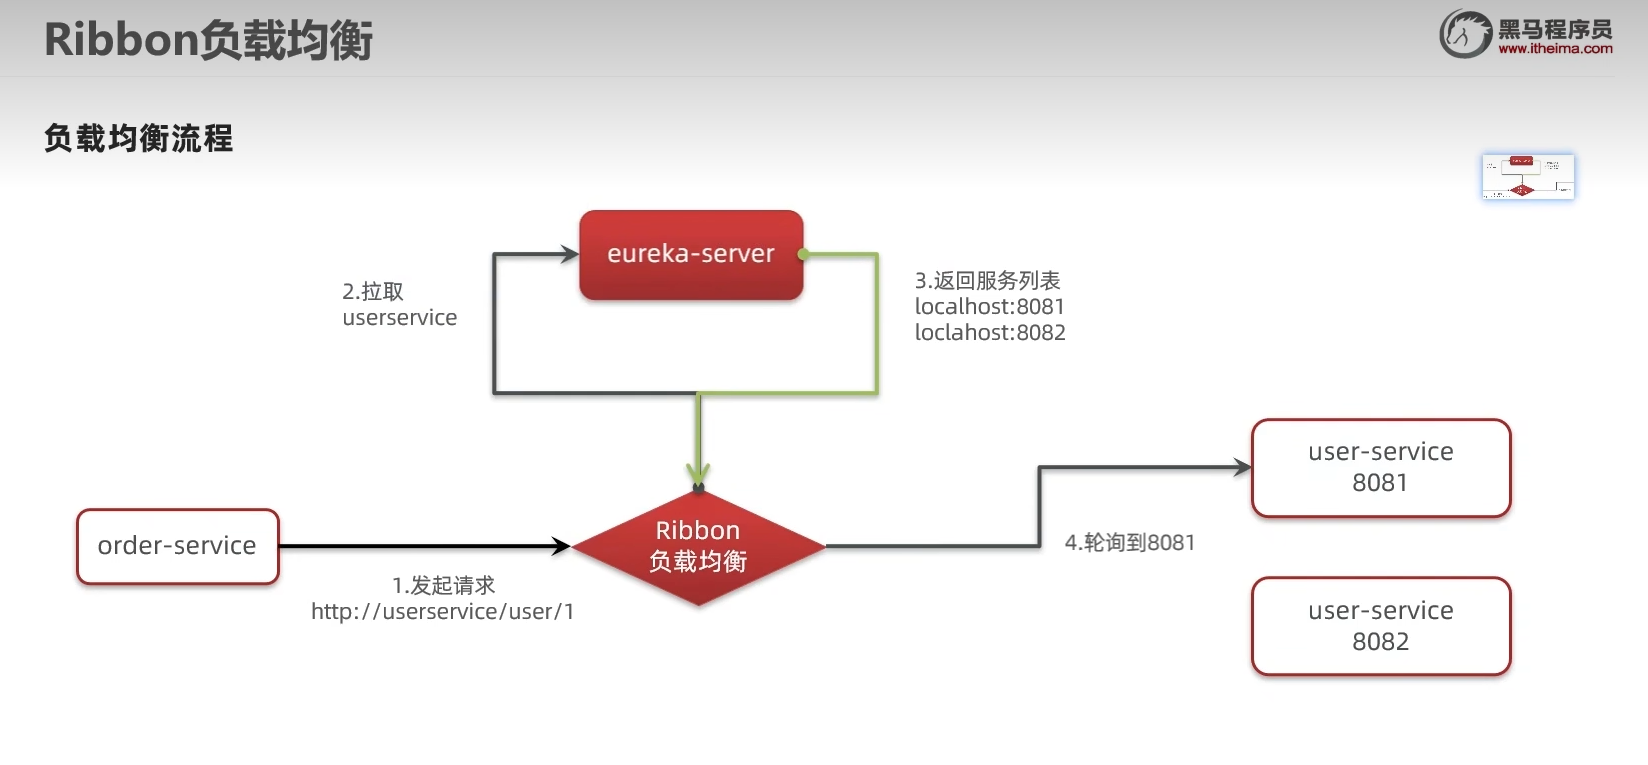 Ribbon负载均衡
黑马程序员
www.itheima.com
负载均衡流程
eureka-server
2.拉取
userservice
3.返回服务列表
localhost:8081
loclahost:8082
order-service
1.发起请求
http://userservice/user/1
Ribbon
负载均衡
4.轮询到8081
user-service
8081
user-service
8082